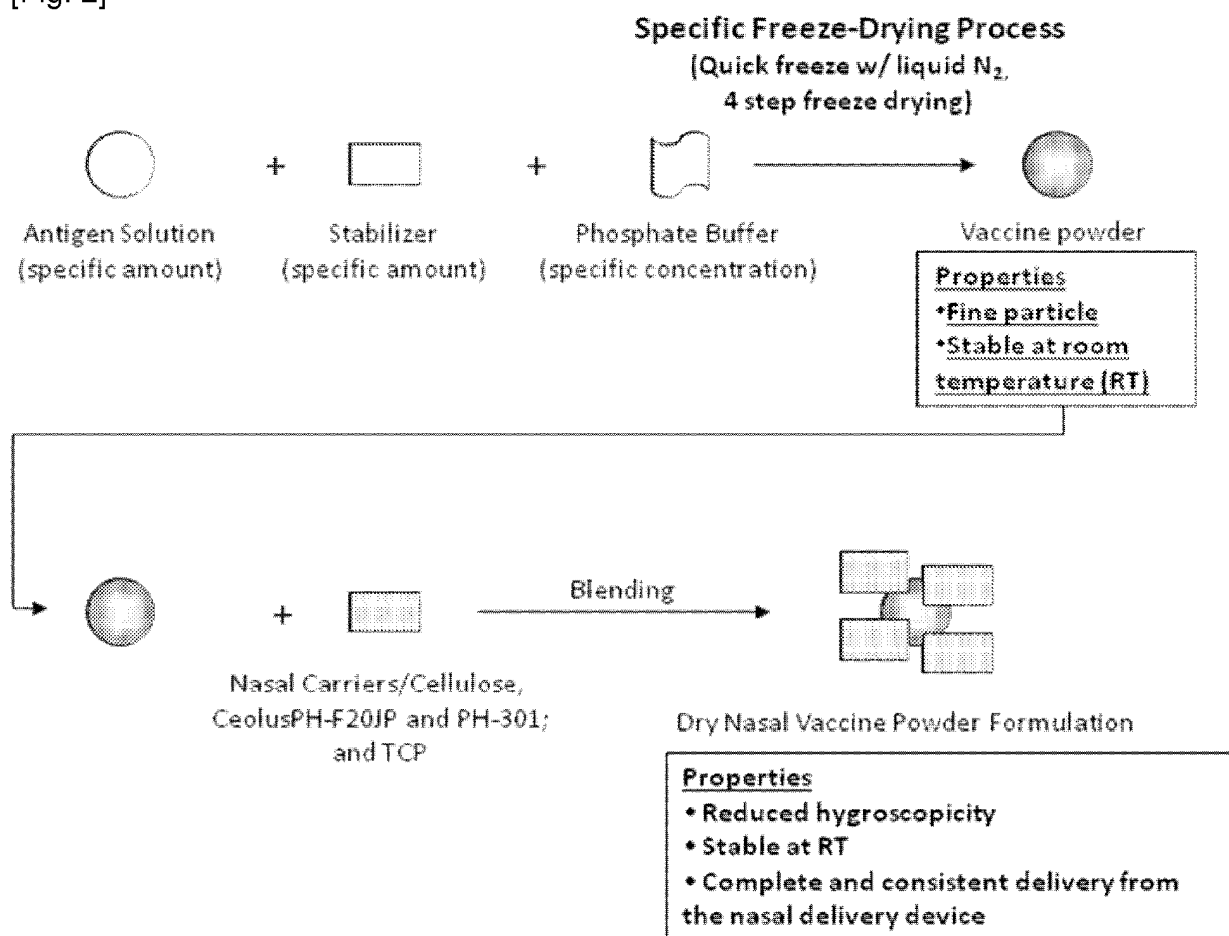 [Fig. 2]
Specific Freeze-Drying Process
(Quick freeze w/ liquid N₂,
4 step freeze drying)
+
+
Antigen Solution
(specific amount)
Stabilizer
(specific amount)
Phosphate Buffer
(specific concentration)
Vaccine powder
Properties
•Fine particle
•Stable at room
temperature (RT)
+
Blending
Nasal Carriers/Cellulose,
CeolusPH-F20JP and PH-301;
and TCP
Dry Nasal Vaccine Powder Formulation
Properties
• Reduced hygroscopicity
• Stable at RT
• Complete and consistent delivery from
the nasal delivery device